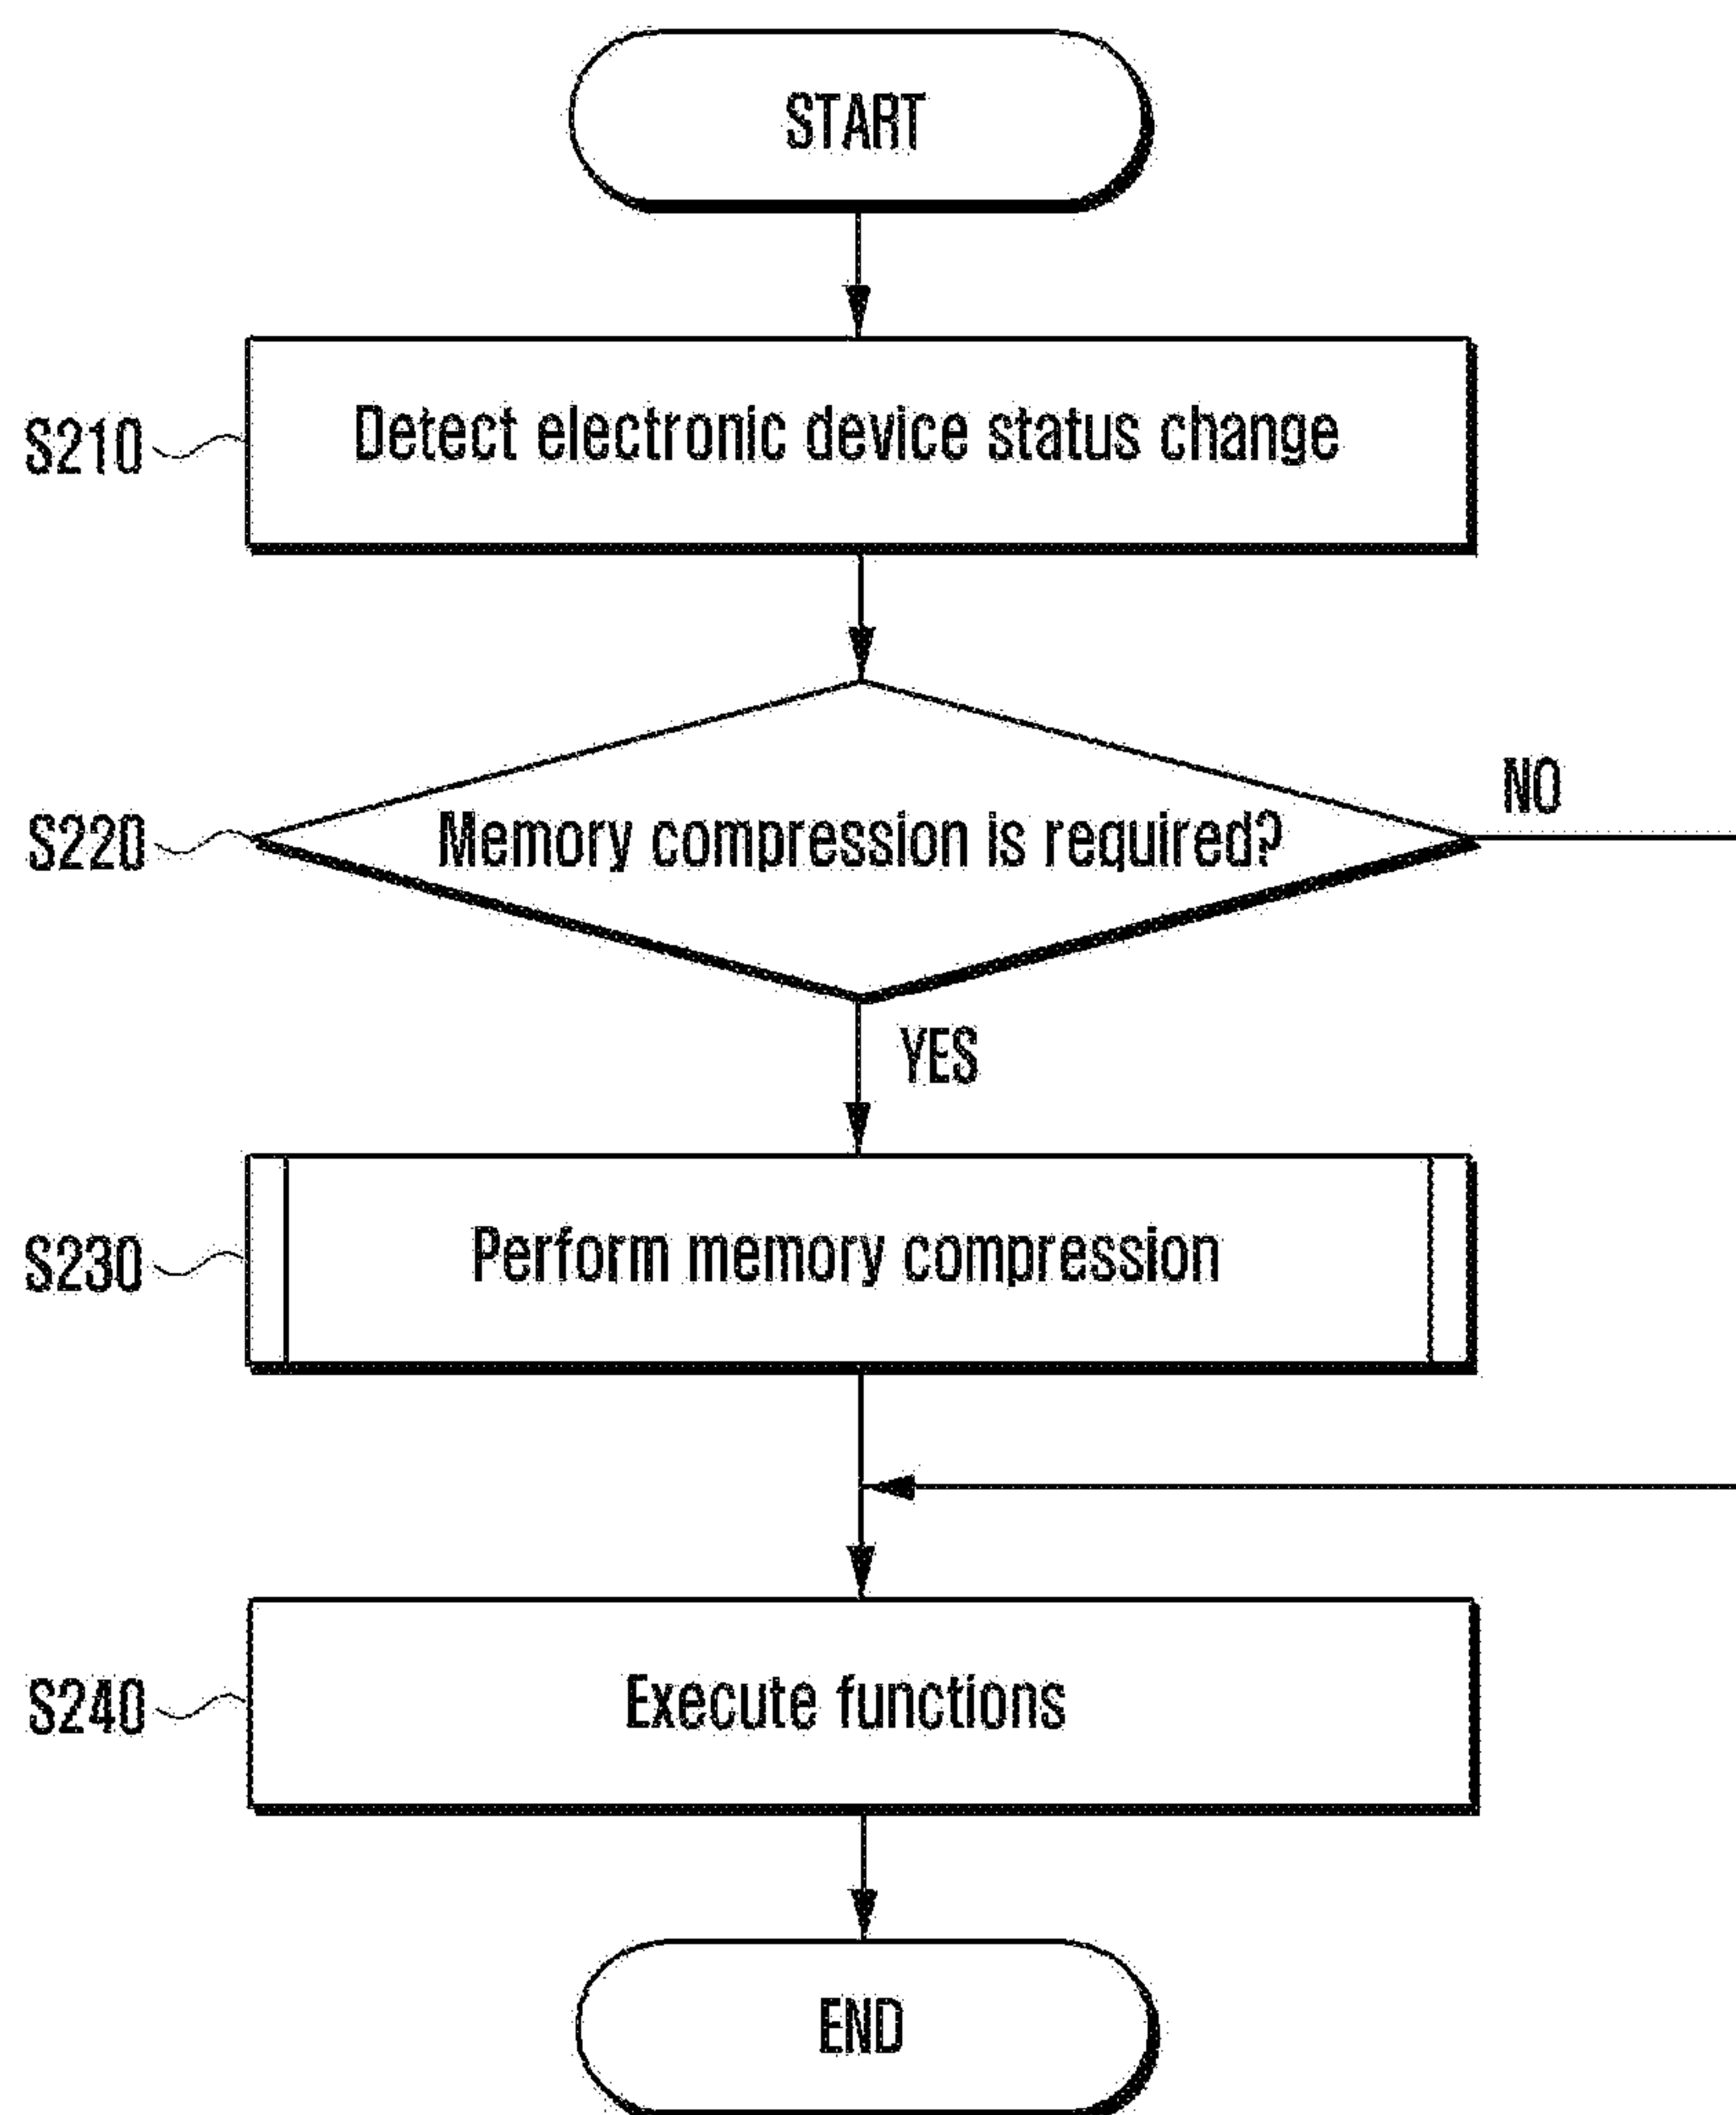 START
S210
Detect electronic device status change
S220
Memory compression is required?
NO
YES
S230
Perform memory compression
S240
Execute functions
END